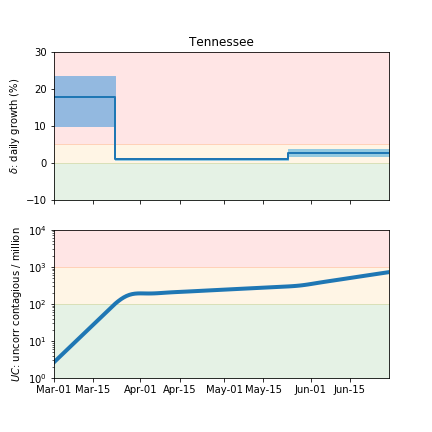 Tennessee
30
20
10
0
−10
δ: daily growth (%)
10⁴
10³
10²
10¹
10⁰
UC: uncorr contagious / million
Mar-01 Mar-15 Apr-01 Apr-15 May-01 May-15 Jun-01 Jun-15